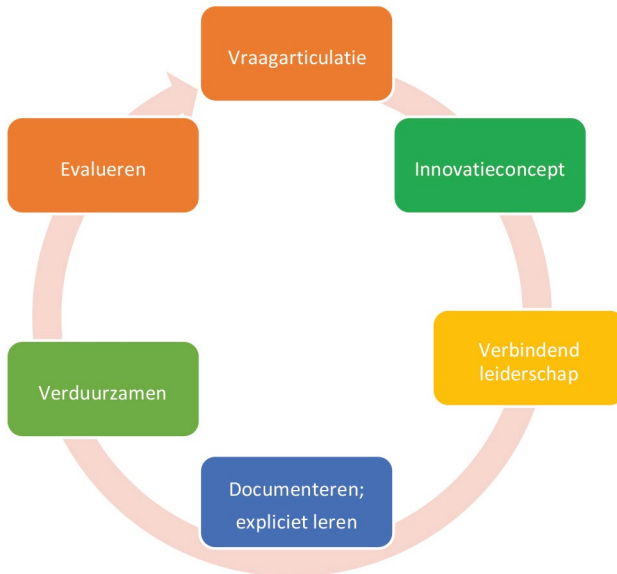 Vraagarticulatie
Innovatieconcept
Verbindend
leiderschap
Documenteren;
expliciet leren
Verduurzamen
Evalueren